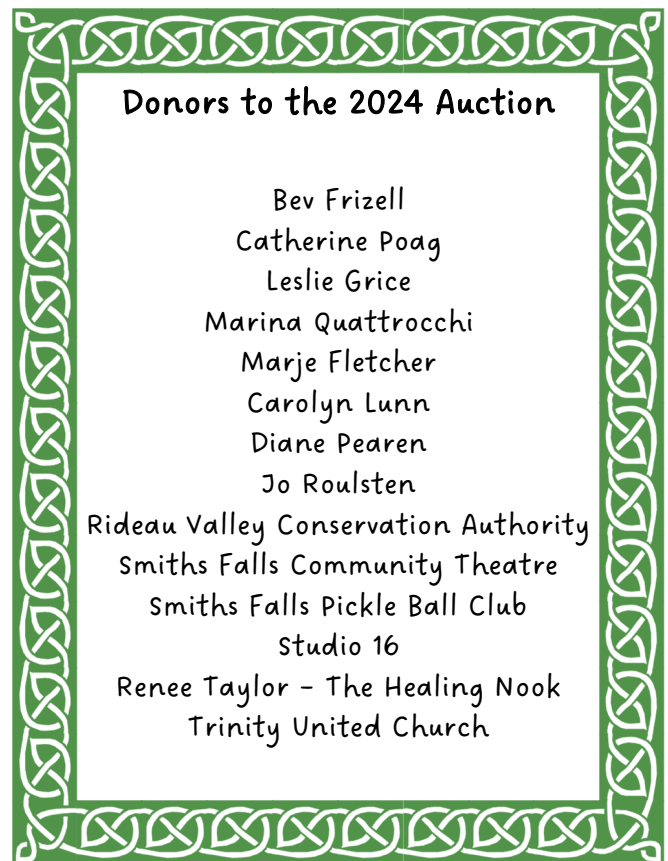 Donors to the 2024 Auction
Bev Frizell
Catherine Poag
Leslie Grice
Marina Quattrocchi
Marje Fletcher
Carolyn Lunn
Diane Pearen
Jo Roulsten
Rideau Valley Conservation Authority
Smiths Falls Community Theatre
Smiths Falls Pickle Ball Club
Studio 16
Renee Taylor - The Healing Nook
Trinity United Church